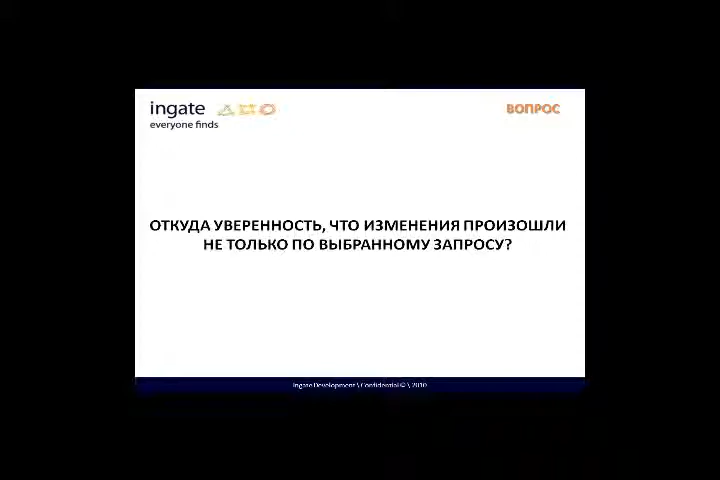 ingate
everyone finds
ВОПРОС
ОТКУДА УВЕРЕННОСТЬ, ЧТО ИЗМЕНЕНИЯ ПРОИЗОШЛИ
НЕ ТОЛЬКО ПО ВЫБРАННОМУ ЗАПРОСУ?
Ingate Development \ Confidential © \ 2010